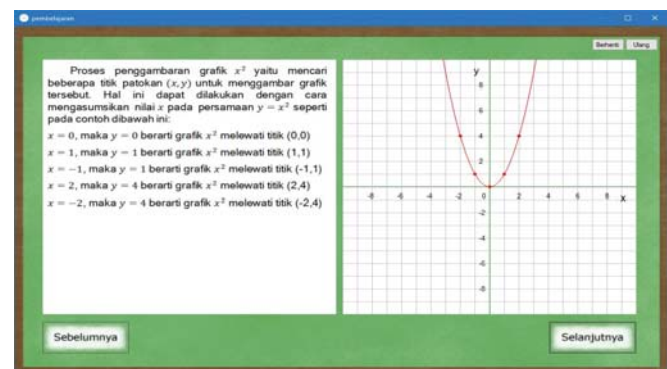 pembelajaran
Berhenti Ulang
Proses penggambaran grafik x² yaitu mencari
beberapa titik patokan (x, y) untuk menggambar grafik
tersebut. Hal ini dapat dilakukan dengan cara
mengasumsikan nilai x pada persamaan y = x² seperti
pada contoh dibawah ini:
x = 0, maka y = 0 berarti grafik x² melewati titik (0,0)
x = 1, maka y = 1 berarti grafik x² melewati titik (1,1)
x = −1, maka y = 1 berarti grafik x² melewati titik (-1,1)
x = 2, maka y = 4 berarti grafik x² melewati titik (2,4)
x = −2, maka y = 4 berarti grafik x² melewati titik (-2,4)
y
8
6
4
2
-8 -6 -4 -2 0 2 4 6 8 x
-2
-4
-6
-8
Sebelumnya Selanjutnya